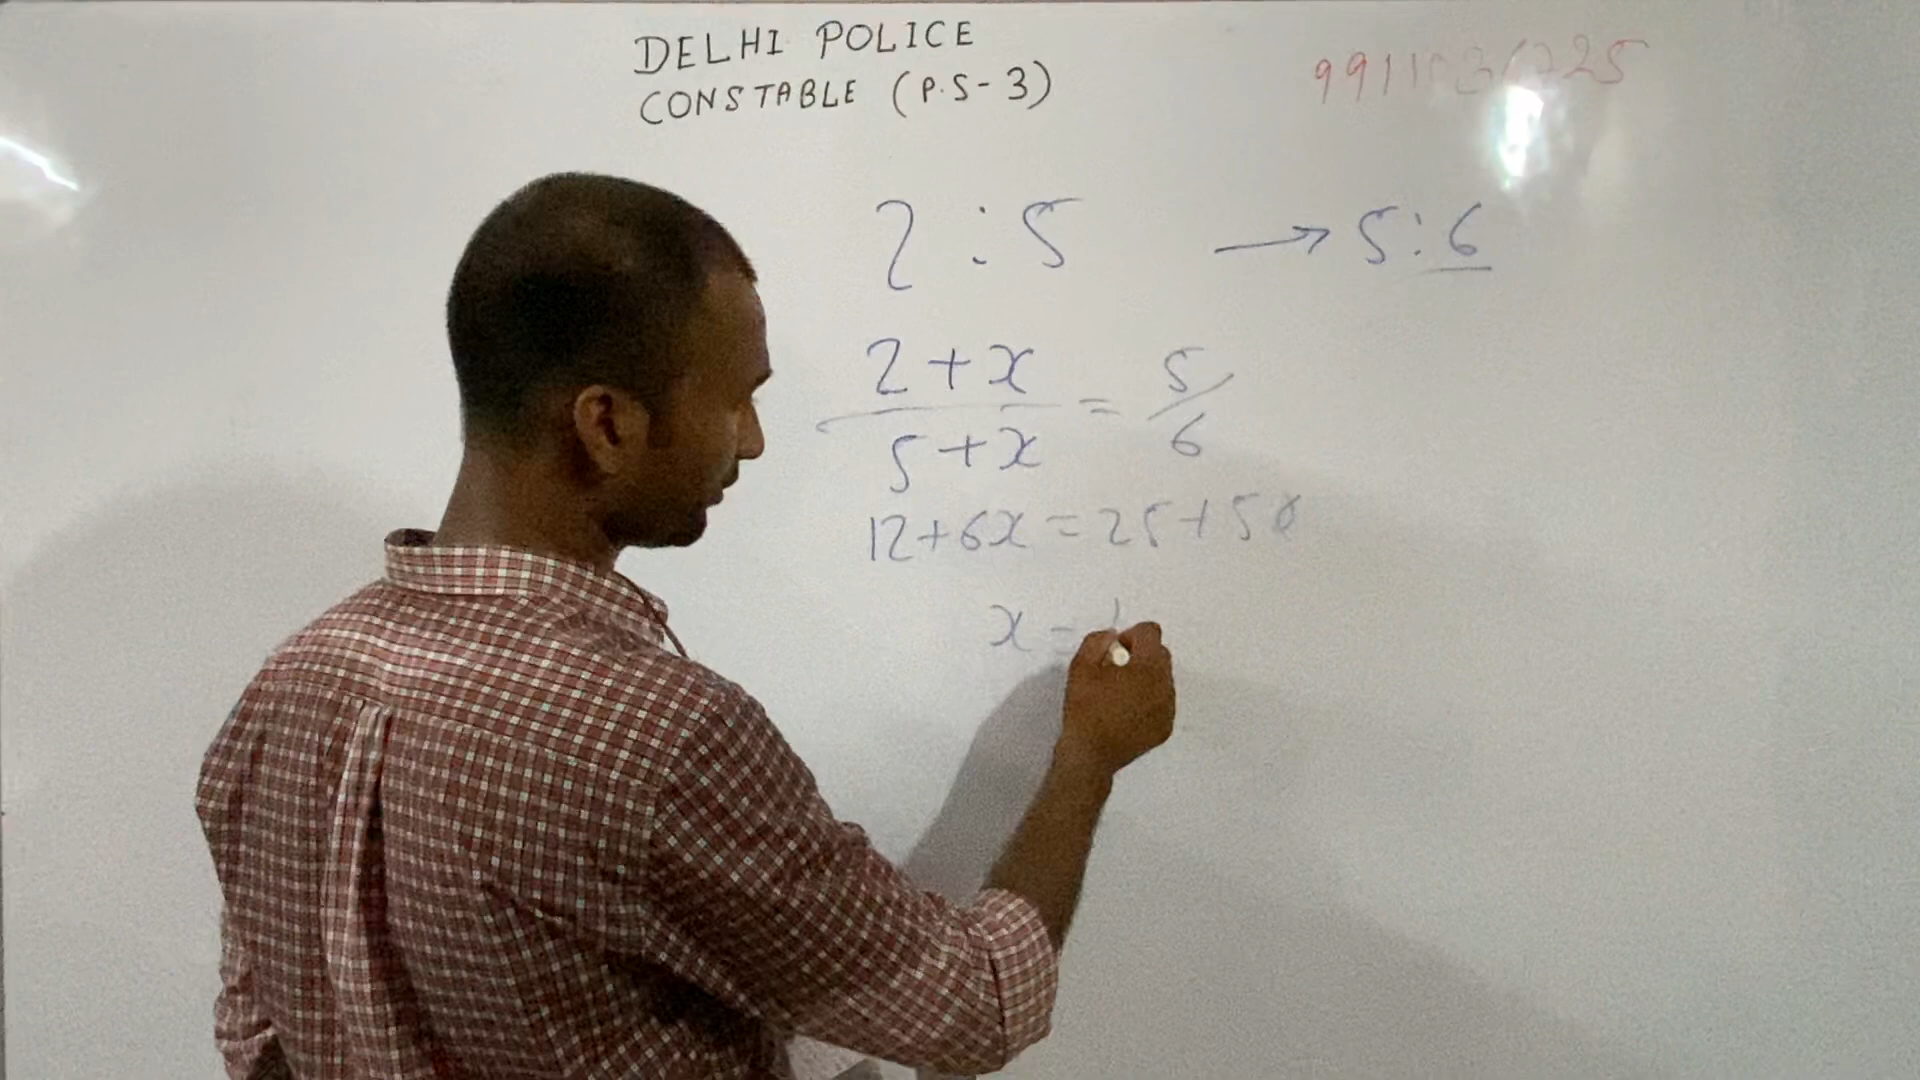 DELHI POLICE
CONSTABLE (P.S-3)
2 : 5 → 5:6
2+x
5+x
= 5/6
12+6x = 25+5x
x =